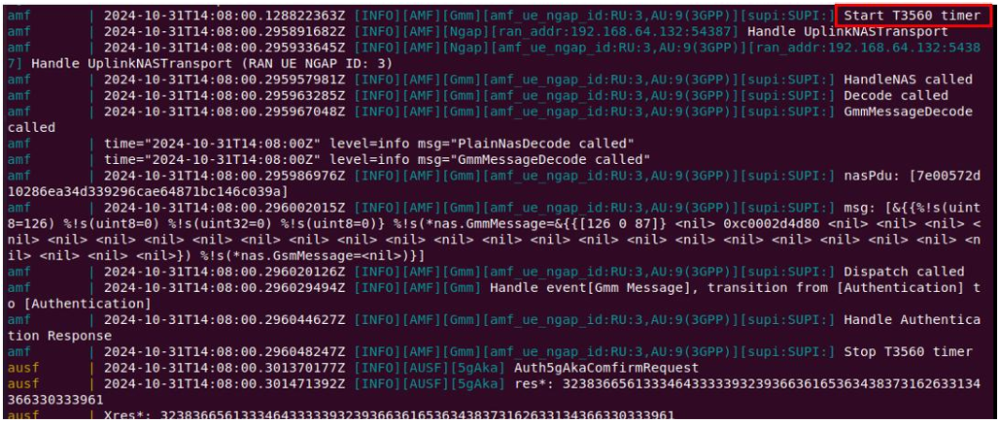 amf | 2024-10-31T14:08:00.128822363Z [INFO][AMF][Gmm][amf_ue_ngap_id:RU:3,AU:9(3GPP)][supi:SUPI:] Start T3560 timer
amf | 2024-10-31T14:08:00.295891682Z [INFO][AMF][Ngap][ran_addr:192.168.64.132:54387] Handle UplinkNASTransport
amf | 2024-10-31T14:08:00.295933645Z [INFO][AMF][Ngap][amf_ue_ngap_id:RU:3,AU:9(3GPP)][ran_addr:192.168.64.132:5438
7] Handle UplinkNASTransport (RAN UE NGAP ID: 3)
amf | 2024-10-31T14:08:00.295957981Z [INFO][AMF][Gmm][amf_ue_ngap_id:RU:3,AU:9(3GPP)][supi:SUPI:] HandleNAS called
amf | 2024-10-31T14:08:00.295963285Z [INFO][AMF][Gmm][amf_ue_ngap_id:RU:3,AU:9(3GPP)][supi:SUPI:] Decode called
amf | 2024-10-31T14:08:00.295967048Z [INFO][AMF][Gmm][amf_ue_ngap_id:RU:3,AU:9(3GPP)][supi:SUPI:] GmmMessageDecode
called
amf | time="2024-10-31T14:08:00Z" level=info msg="PlainNasDecode called"
amf | time="2024-10-31T14:08:00Z" level=info msg="GmmMessageDecode called"
amf | 2024-10-31T14:08:00.295986976Z [INFO][AMF][Gmm][amf_ue_ngap_id:RU:3,AU:9(3GPP)][supi:SUPI:] nasPdu: [7e00572d
10286ea34d339296cae64871bc146c039a]
amf | 2024-10-31T14:08:00.296002015Z [INFO][AMF][Gmm][amf_ue_ngap_id:RU:3,AU:9(3GPP)][supi:SUPI:] msg: [&{{%!s(uint
8=126) %!s(uint8=0) %!s(uint32=0) %!s(uint8=0)} %!s(*nas.GmmMessage=&{{[126 0 87]} <nil> 0xc0002d4d80 <nil> <nil> <nil> <
nil> <nil> <nil> <nil> <nil> <nil> <nil> <nil> <nil> <nil> <nil> <nil> <nil> <nil> <nil> <nil> <nil> <nil> <nil> <nil> <n
il> <nil> <nil> <nil>}) %!s(*nas.GsmMessage=<nil>)}]
amf | 2024-10-31T14:08:00.296020126Z [INFO][AMF][Gmm][amf_ue_ngap_id:RU:3,AU:9(3GPP)][supi:SUPI:] Dispatch called
amf | 2024-10-31T14:08:00.296029494Z [INFO][AMF][Gmm] Handle event[Gmm Message], transition from [Authentication] t
o [Authentication]
amf | 2024-10-31T14:08:00.296044627Z [INFO][AMF][Gmm][amf_ue_ngap_id:RU:3,AU:9(3GPP)][supi:SUPI:] Handle Authentica
tion Response
amf | 2024-10-31T14:08:00.296048247Z [INFO][AMF][Gmm][amf_ue_ngap_id:RU:3,AU:9(3GPP)][supi:SUPI:] Stop T3560 timer
ausf | 2024-10-31T14:08:00.301370177Z [INFO][AUSF][5gAka] Auth5gAkaComfirmRequest
ausf | 2024-10-31T14:08:00.301471392Z [INFO][AUSF][5gAka] res*: 3238366561333464333339323936636165363438373162633134
366330333961
ausf | Xres*: 3238366561333464333339323936636165363438373162633134366330333961